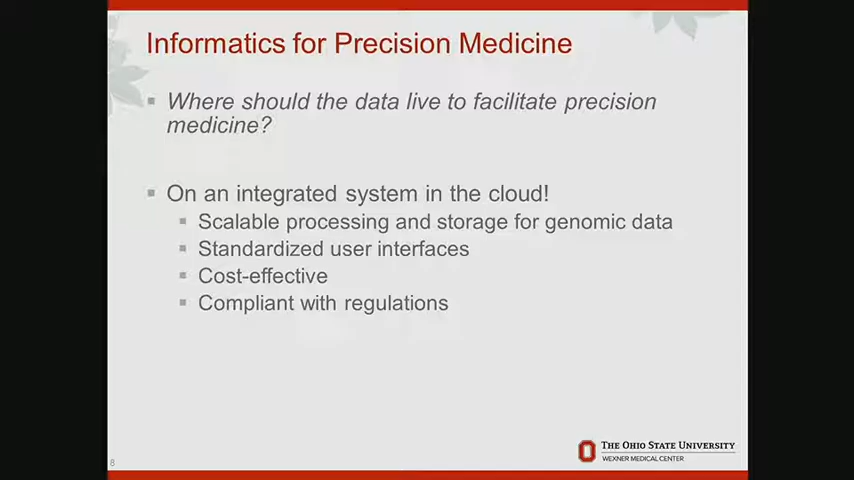 Informatics for Precision Medicine
Where should the data live to facilitate precision
medicine?
On an integrated system in the cloud!
Scalable processing and storage for genomic data
Standardized user interfaces
Cost-effective
Compliant with regulations
THE OHIO STATE UNIVERSITY
WEXNER MEDICAL CENTER
8